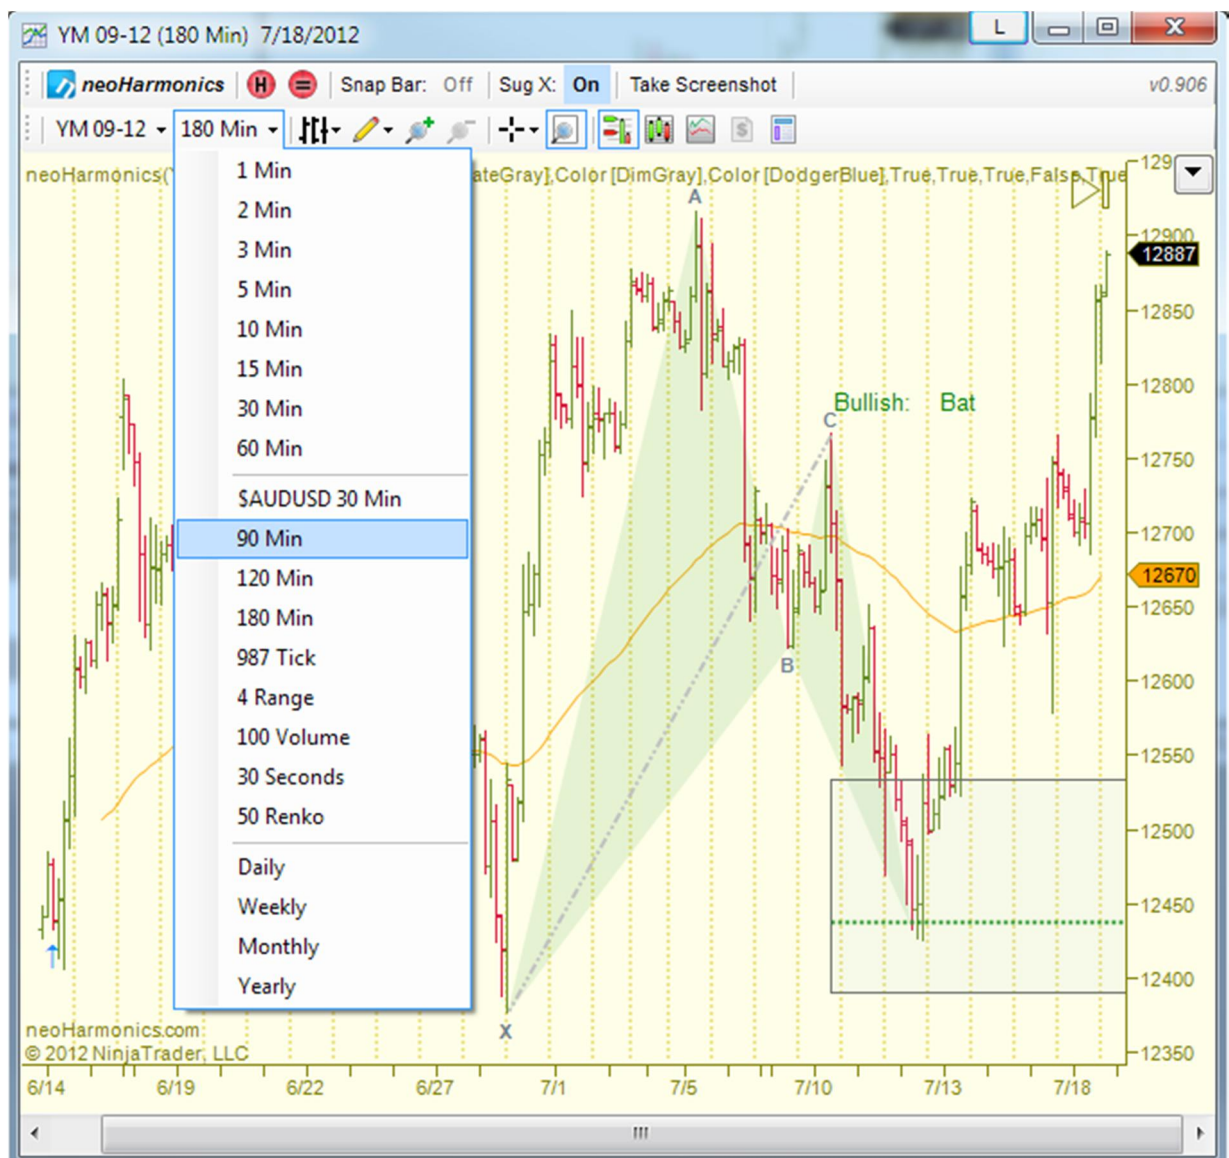 YM 09-12 (180 Min) 7/18/2012
L
neoHarmonics H Snap Bar: Off Sug X: On Take Screenshot v0.906
YM 09-12 180 Min $
neoHarmonics( ateGray],Color [DimGray],Color [DodgerBlue],True,True,True,False,True
1 Min
2 Min
3 Min
5 Min
10 Min
15 Min
30 Min
60 Min
$AUDUSD 30 Min
90 Min
120 Min
180 Min
987 Tick
4 Range
100 Volume
30 Seconds
50 Renko
Daily
Weekly
Monthly
Yearly
A
Bullish: Bat
C
B
X
129
12900
12887
12850
12800
12750
12700
12670
12650
12600
12550
12500
12450
12400
12350
neoHarmonics.com
© 2012 NinjaTrader, LLC
6/14 6/19 6/22 6/27 7/1 7/5 7/10 7/13 7/18